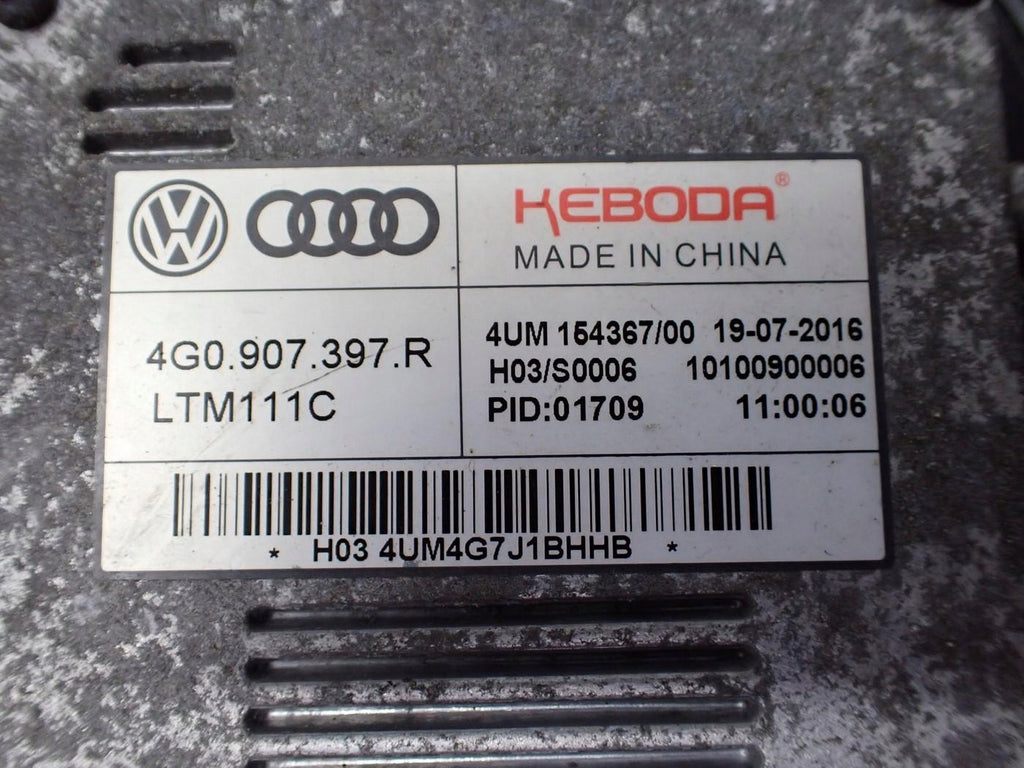 KEBODA®
MADE IN CHINA
4G0.907.397.R
LTM111C
4UM 154367/00 19-07-2016
H03/S0006 10100900006
PID:01709 11:00:06
* H03 4UM4G7J1BHHB *